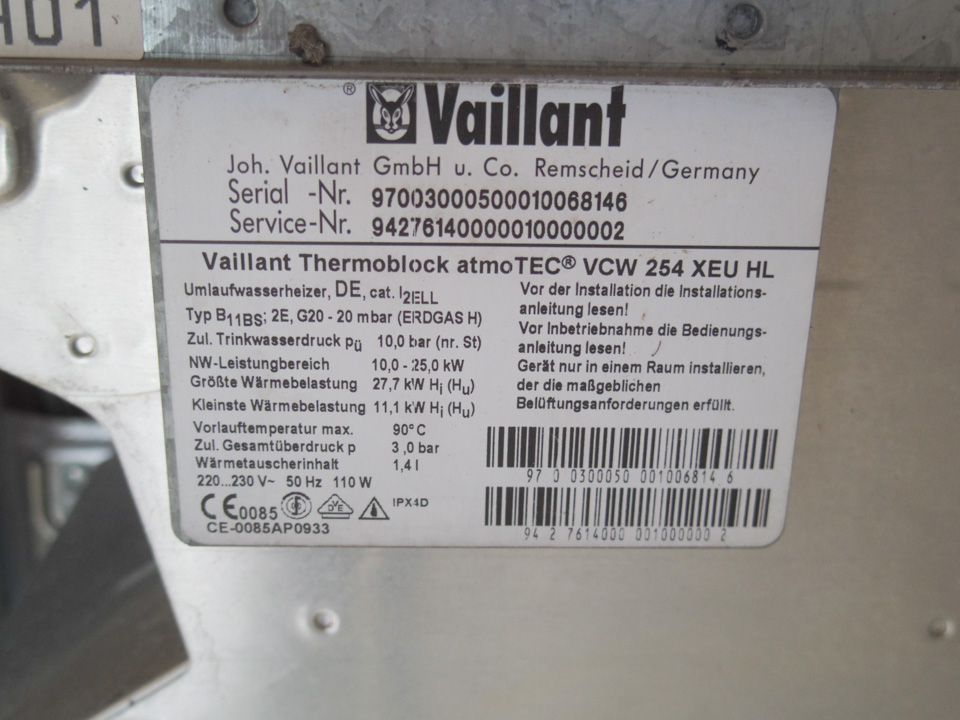 H01
® Vaillant
Joh. Vaillant GmbH u. Co. Remscheid/Germany
Serial -Nr. 97003000500010068146
Service-Nr. 94276140000010000002
Vaillant Thermoblock atmoTEC® VCW 254 XEU HL
Umlaufwasserheizer, DE, cat. I2ELL
Typ B11BS; 2E, G20 - 20 mbar (ERDGAS H)
Zul. Trinkwasserdruck pü 10,0 bar (nr. St)
NW-Leistungsbereich 10,0 - 25,0 kW
Größte Wärmebelastung 27,7 kW Hi (Hu)
Kleinste Wärmebelastung 11,1 kW Hi (Hu)
Vorlauftemperatur max. 90°C
Zul. Gesamtüberdruck p 3,0 bar
Wärmetauscherinhalt 1,4 l
220...230 V~ 50 Hz 110 W
CE 0085 DVE IPX4D
CE-0085AP0933
Vor der Installation die Installations-
anleitung lesen!
Vor Inbetriebnahme die Bedienungs-
anleitung lesen!
Gerät nur in einem Raum installieren,
der die maßgeblichen
Belüftungsanforderungen erfüllt.
97 0 0300050 001006814 6
94 2 7614000 001000000 2